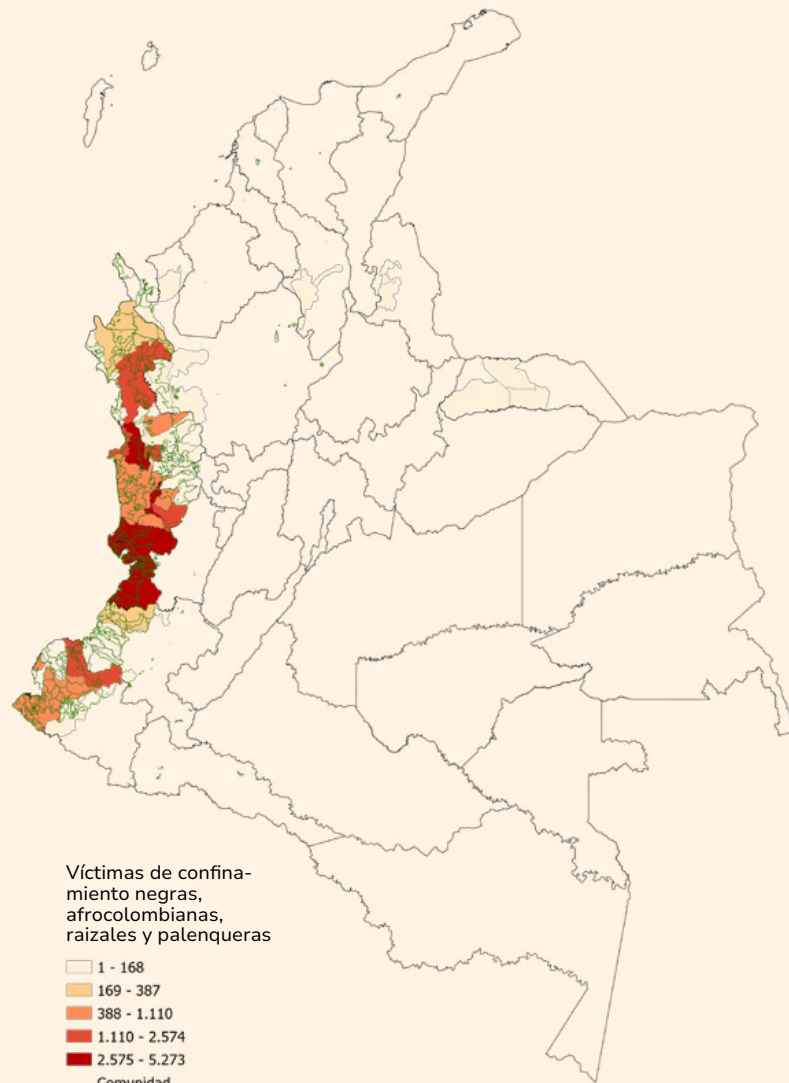 Víctimas de confina-
miento negras,
afrocolombianas,
raizales y palenqueras
1 - 168
169 - 387
388 - 1.110
1.110 - 2.574
2.575 - 5.273
Comunidad